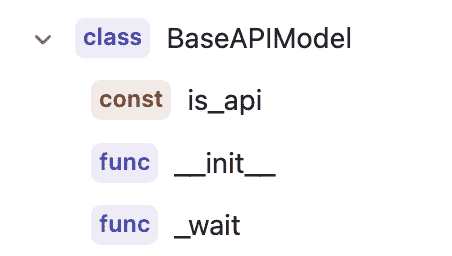 class BaseAPIModel
const is_api
func __init__
func _wait